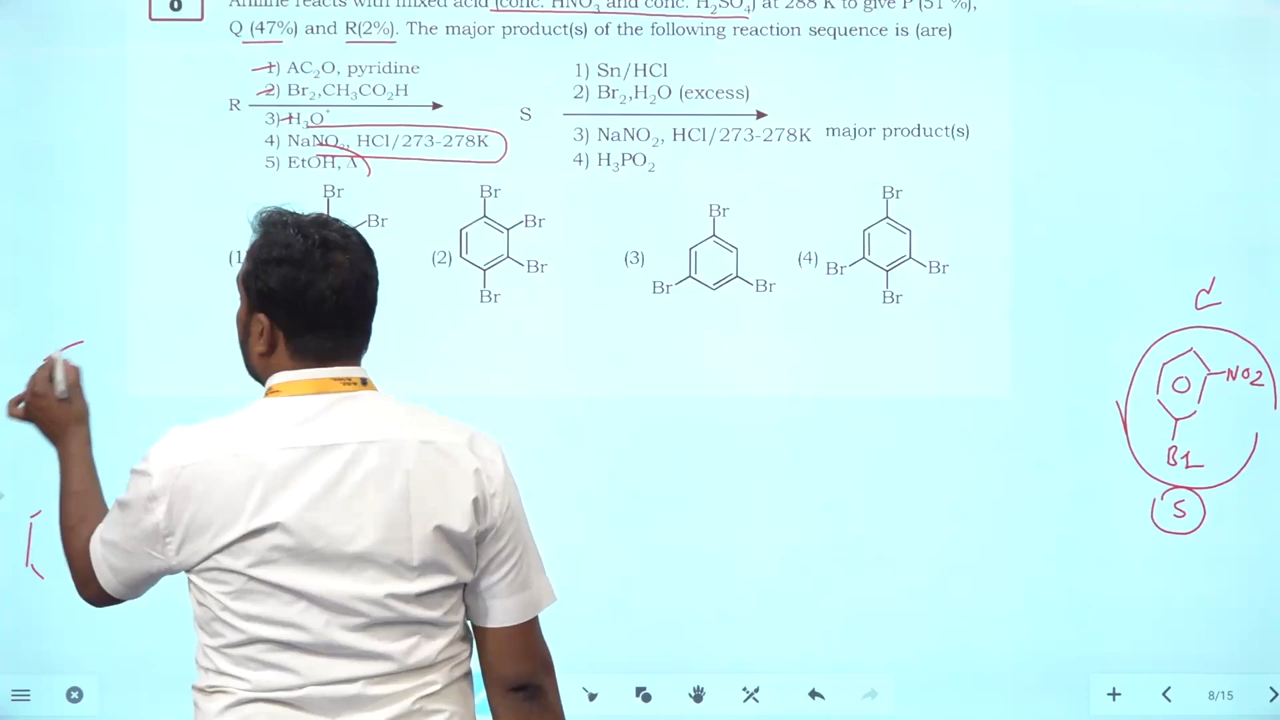 8
Aniline reacts with mixed acid (conc. HNO3 and conc. H2SO4) at 288 K to give P (51 %),
Q (47%) and R(2%). The major product(s) of the following reaction sequence is (are)
1) AC2O, pyridine
2) Br2,CH3CO2H
R
3) H3O+
4) NaNO2, HCl/273-278K
5) EtOH, Δ
S
1) Sn/HCl
2) Br2,H2O (excess)
3) NaNO2, HCl/273-278K
4) H3PO2
major product(s)
Br
Br
(1
(2)
Br
Br
Br
Br
(3)
Br
Br
Br
(4)
Br
Br
Br
Br
NO2
Br
S
8/15